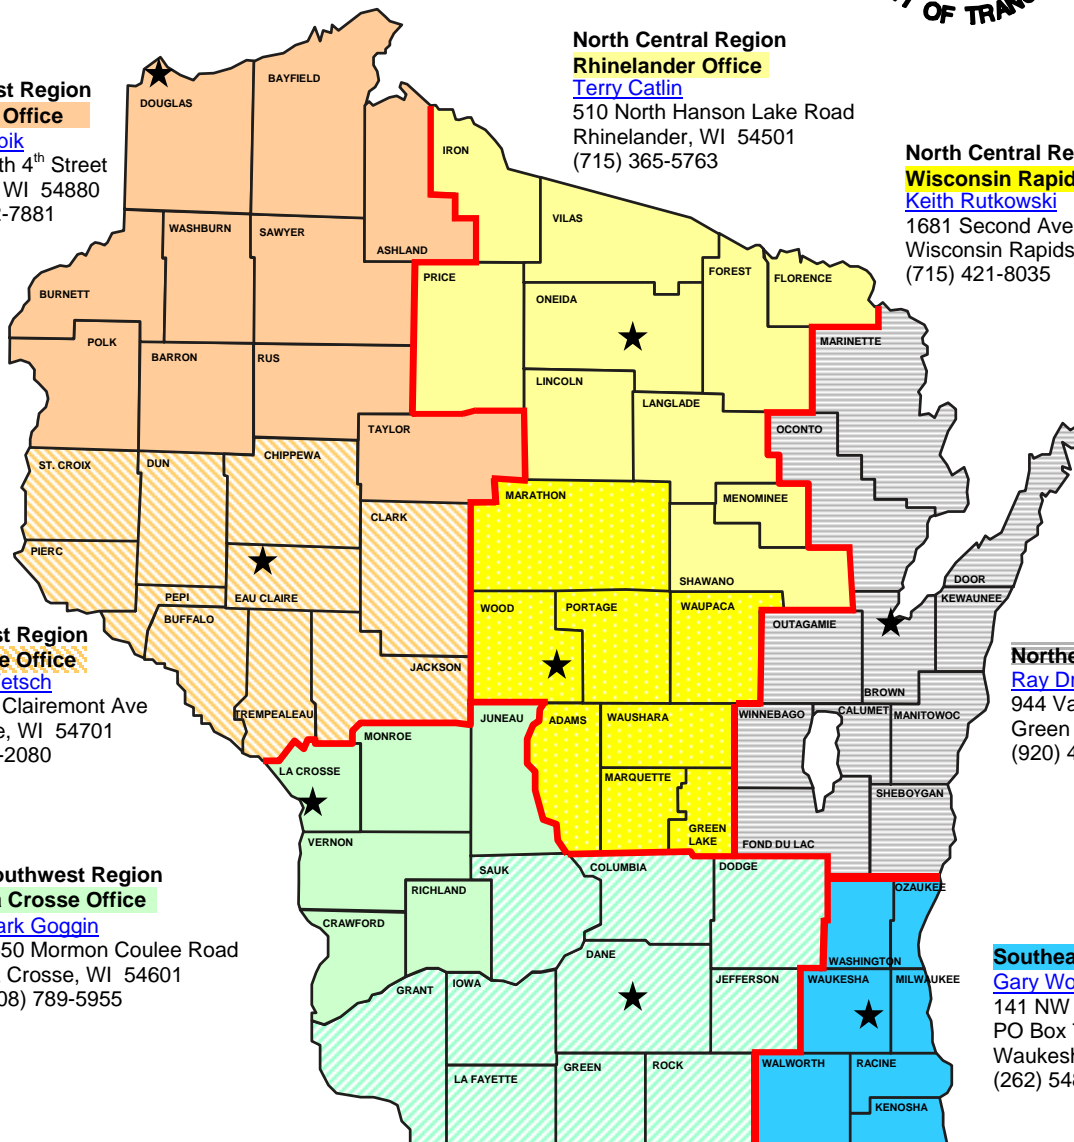 OF TRAN
North Central Region
Rhinelander Office
Terry Catlin
510 North Hanson Lake Road
Rhinelander, WI 54501
(715) 365-5763
st Region
Office
oik
th 4th Street
WI 54880
-7881
North Central Re
Wisconsin Rapid
Keith Rutkowski
1681 Second Ave
Wisconsin Rapids
(715) 421-8035
BAYFIELD
DOUGLAS
IRON
VILAS
WASHBURN
SAWYER
ASHLAND
PRICE
FOREST
FLORENCE
BURNETT
ONEIDA
POLK
BARRON
RUS
MARINETTE
LINCOLN
LANGLADE
TAYLOR
OCONTO
ST. CROIX
DUN
CHIPPEWA
MARATHON
MENOMINEE
CLARK
PIERC
SHAWANO
DOOR
PEPI
EAU CLAIRE
KEWAUNEE
BUFFALO
WOOD
PORTAGE
WAUPACA
OUTAGAMIE
JACKSON
BROWN
TREMPEALEAU
JUNEAU
ADAMS
WAUSHARA
WINNEBAGO
CALUMET
MANITOWOC
MONROE
LA CROSSE
MARQUETTE
SHEBOYGAN
GREEN
LAKE
VERNON
FOND DU LAC
SAUK
COLUMBIA
DODGE
RICHLAND
OZAUKEE
CRAWFORD
DANE
WASHINGTON
GRANT
IOWA
JEFFERSON
WAUKESHA
MILWAUKEE
LA FAYETTE
GREEN
ROCK
WALWORTH
RACINE
KENOSHA
st Region
e Office
etsch
Clairemont Ave
e, WI 54701
-2080
Northe
Ray Dr
944 Va
Green
(920) 4
outhwest Region
Crosse Office
ark Goggin
50 Mormon Coulee Road
Crosse, WI 54601
08) 789-5955
Southea
Gary Wo
141 NW
PO Box
Waukesh
(262) 548